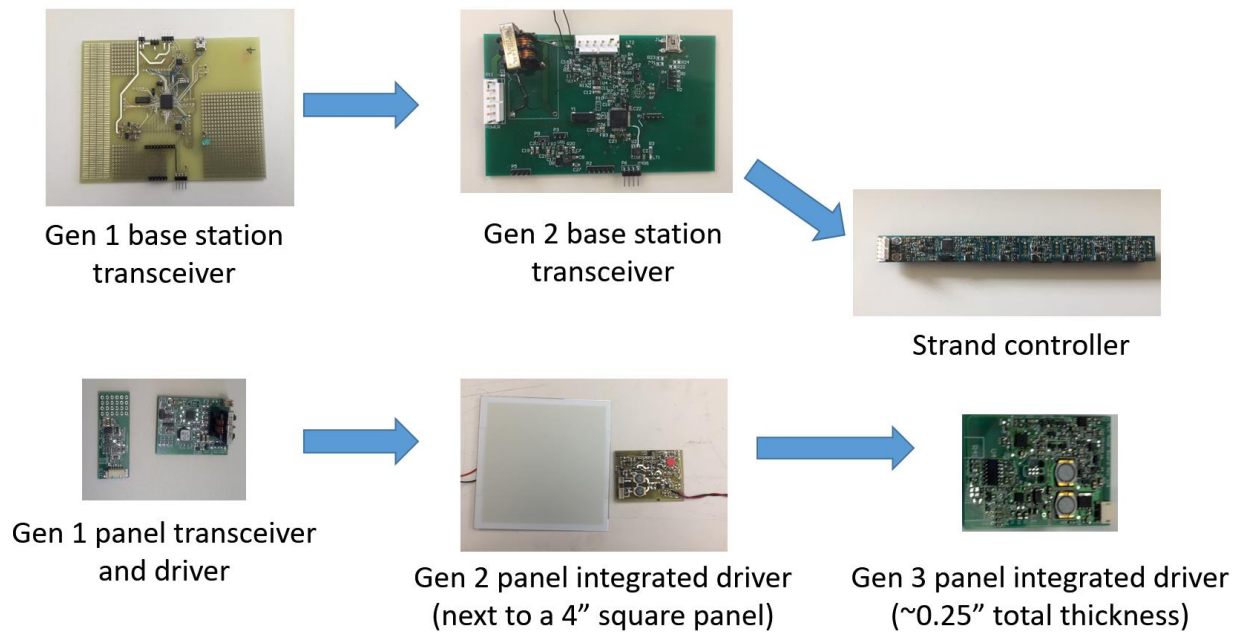 Gen 1 base station
transceiver
Gen 2 base station
transceiver
Strand controller
Gen 1 panel transceiver
and driver
Gen 2 panel integrated driver
(next to a 4” square panel)
Gen 3 panel integrated driver
(~0.25” total thickness)